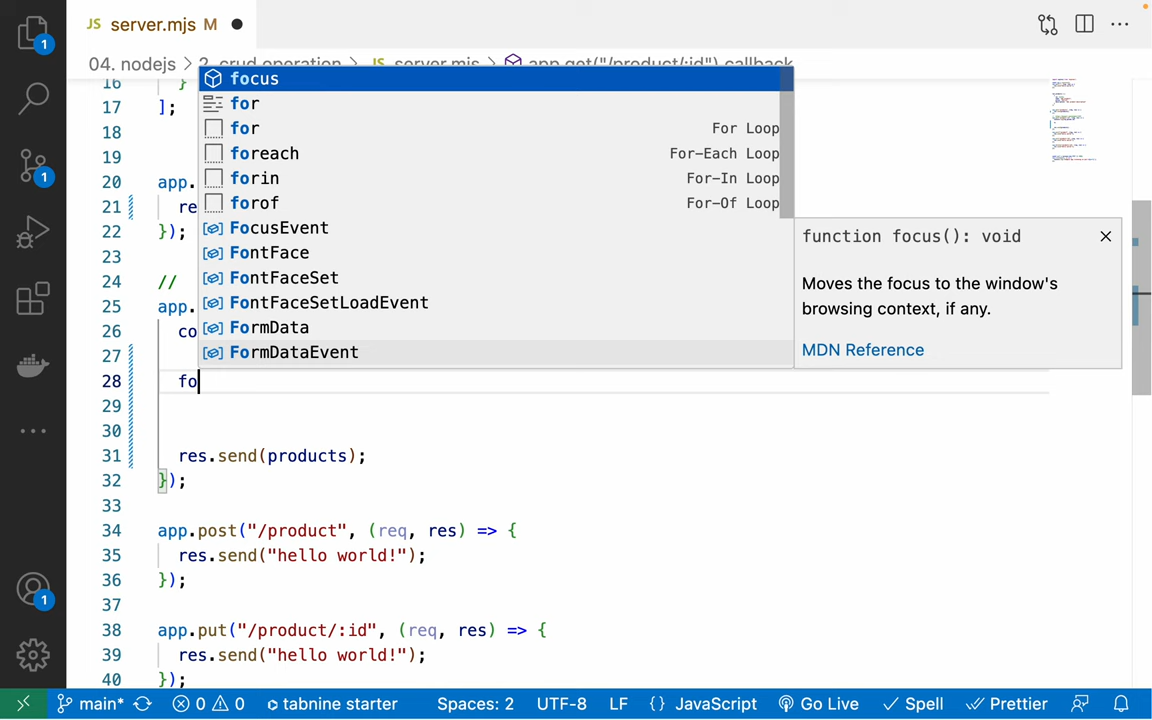 JS server.mjs M
04. nodejs > 2. crud operation > JS server.mjs > app.get("/product/:id") callback
16 }
17 ];
18
19
20 app.
21 re
22 });
23
24 //
25 app.
26 co
27
28 fo
29
30
31 res.send(products);
32 });
33
34 app.post("/product", (req, res) => {
35 res.send("hello world!");
36 });
37
38 app.put("/product/:id", (req, res) => {
39 res.send("hello world!");
40 });
focus
for
for For Loop
foreach For-Each Loop
forin For-In Loop
forof For-Of Loop
FocusEvent
FontFace
FontFaceSet
FontFaceSetLoadEvent
FormData
FormDataEvent
function focus(): void
Moves the focus to the window's
browsing context, if any.
MDN Reference
1
1
1
main* 0 0 tabnine starter Spaces: 2 UTF-8 LF {} JavaScript Go Live Spell Prettier